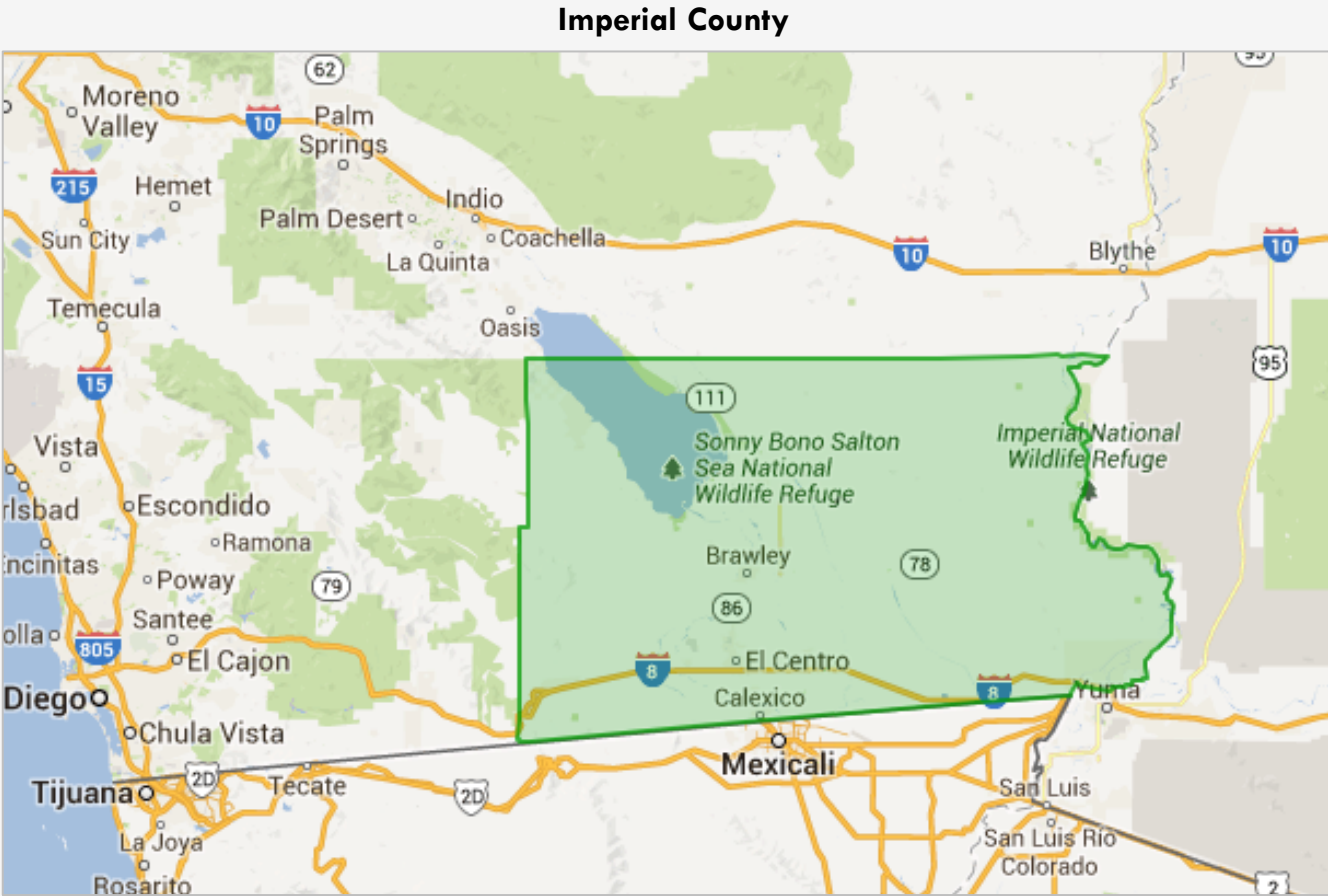 Imperial County
62
95
Moreno
Valley
10
Palm
Springs
215
Hemet
Indio
Palm Desert
Coachella
Sun City
La Quinta
10
Blythe
10
Temecula
Oasis
15
95
111
Vista
Sonny Bono Salton
Sea National
Wildlife Refuge
Imperial National
Wildlife Refuge
rlsbad
Escondido
Ramona
Encinitas
Poway
79
Brawley
78
86
Santee
olla
805
El Cajon
8
El Centro
8
Diego
Calexico
Yuma
Chula Vista
Mexicali
2D
Tijuana
Tecate
2D
San Luis
La Joya
San Luis Río
Colorado
Rosarito
2